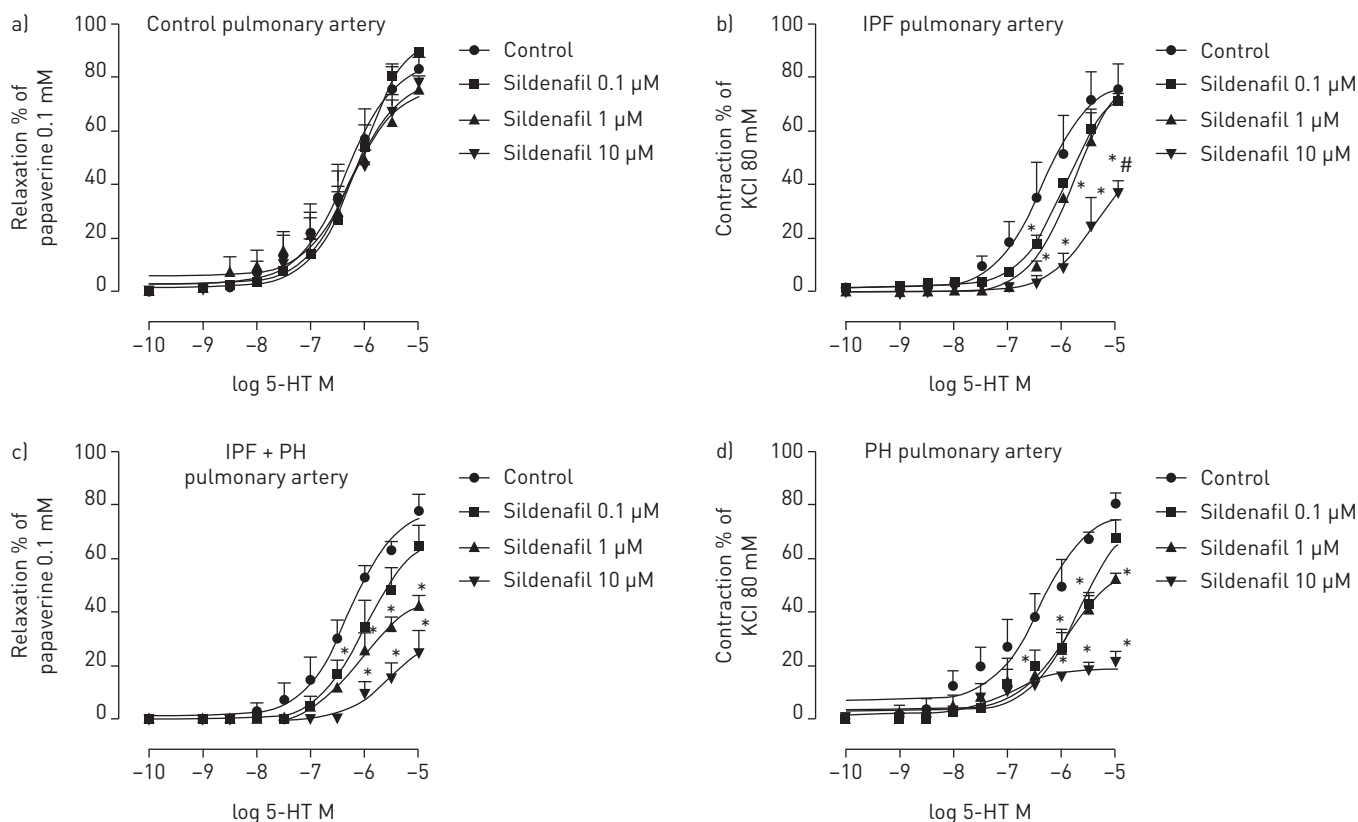 a)
Control pulmonary artery
Relaxation % of
papaverine 0.1 mM
100
80
60
40
20
0
−10 −9 −8 −7 −6 −5
log 5-HT M
Control
Sildenafil 0.1 µM
Sildenafil 1 µM
Sildenafil 10 µM
b)
IPF pulmonary artery
Contraction % of
KCl 80 mM
100
80
60
40
20
0
* * * * * * #
−10 −9 −8 −7 −6 −5
log 5-HT M
Control
Sildenafil 0.1 µM
Sildenafil 1 µM
Sildenafil 10 µM
c)
IPF + PH
pulmonary artery
Relaxation % of
papaverine 0.1 mM
100
80
60
40
20
0
* * * * * * *
−10 −9 −8 −7 −6 −5
log 5-HT M
Control
Sildenafil 0.1 µM
Sildenafil 1 µM
Sildenafil 10 µM
d)
PH pulmonary artery
Contraction % of
KCl 80 mM
100
80
60
40
20
0
* * * * * * *
−10 −9 −8 −7 −6 −5
log 5-HT M
Control
Sildenafil 0.1 µM
Sildenafil 1 µM
Sildenafil 10 µM